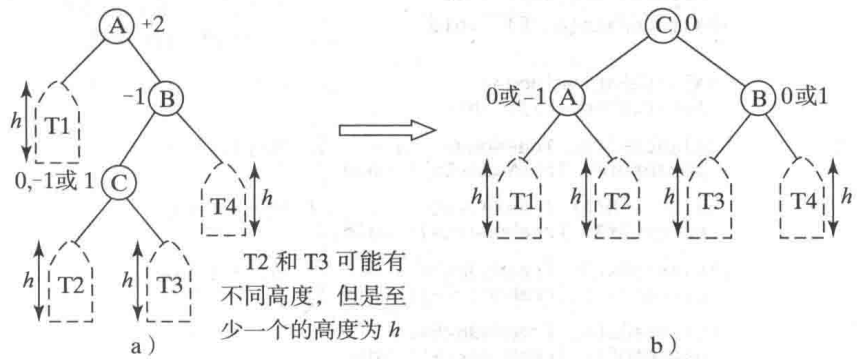 A +2
C 0
h T1
-1 B
0或-1 A
B 0或1
0,-1或 1 C
T4 h
h T1
h T2
h T3
T4 h
h T2
h T3
T2 和 T3 可能有
不同高度，但是至
少一个的高度为 h
a）
b）